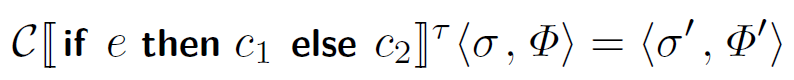 𝒞⟦if e then c₁ else c₂⟧^τ ⟨σ, Φ⟩ = ⟨σ′, Φ′⟩